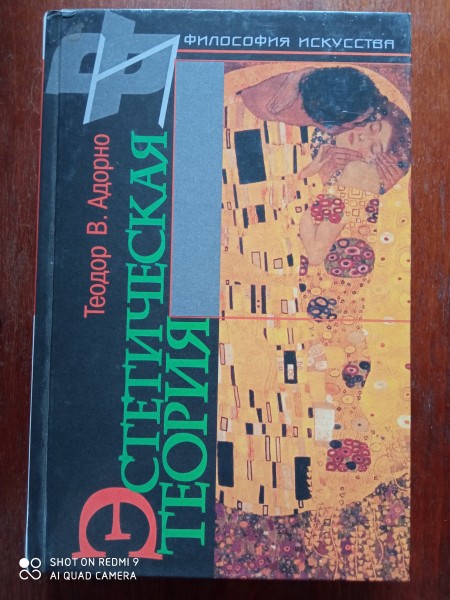 ФИЛОСОФИЯ ИСКУССТВА
Теодор В. Адорно
ЭСТЕТИЧЕСКАЯ
ТЕОРИЯ
SHOT ON REDMI 9
AI QUAD CAMERA